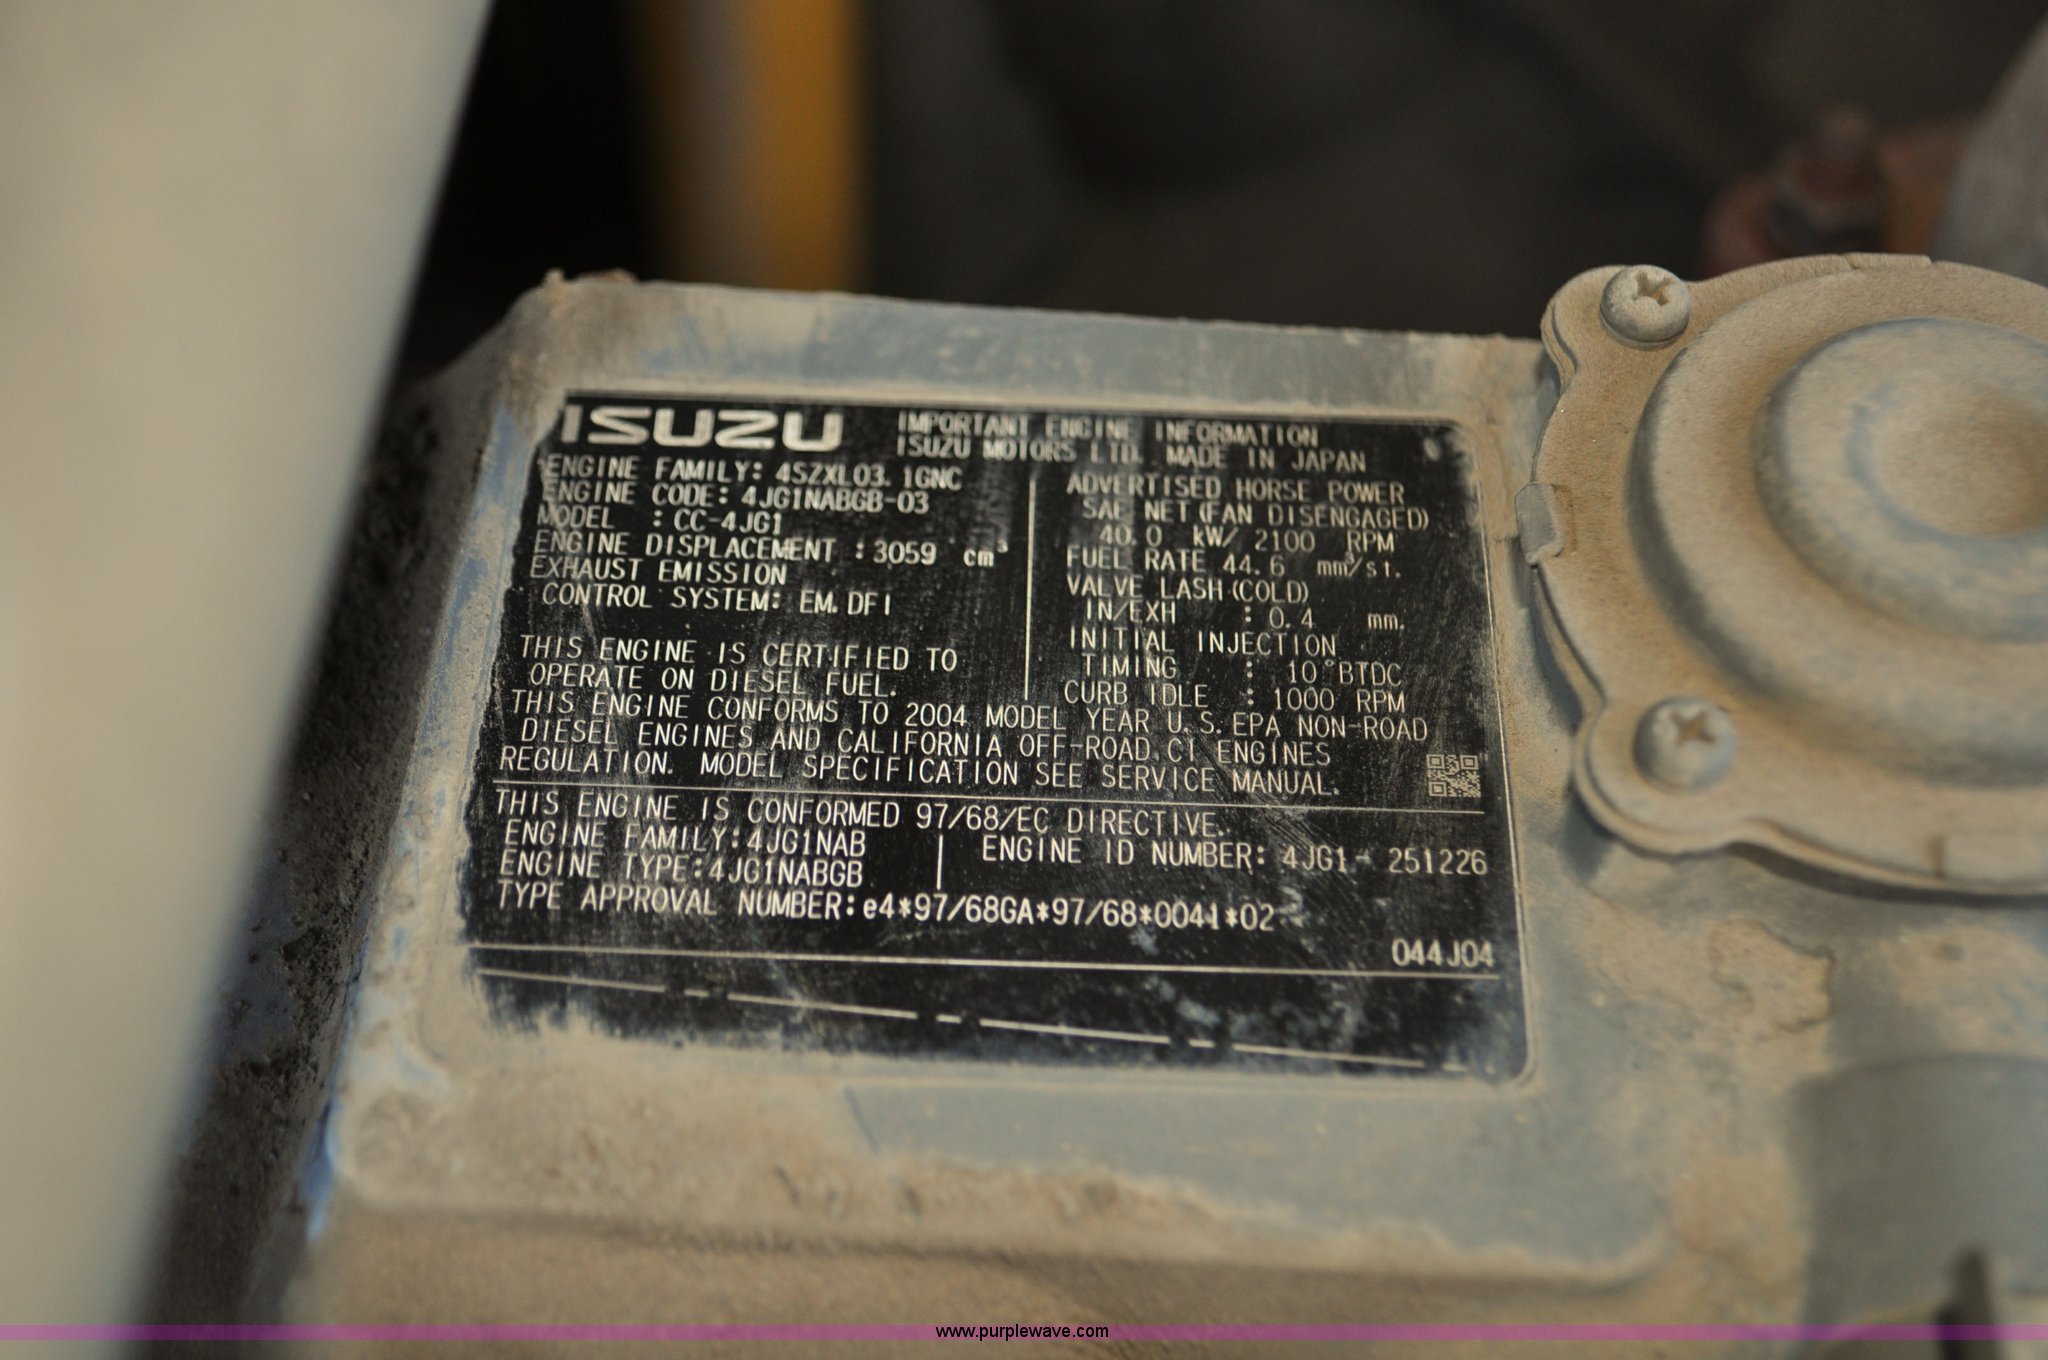 ISUZU IMPORTANT ENGINE INFORMATION
ISUZU MOTORS LTD. MADE IN JAPAN
ENGINE FAMILY: 4SZXL03.1GNC
ENGINE CODE: 4JG1NABGB-03
MODEL : CC-4JG1
ENGINE DISPLACEMENT : 3059 cm³
EXHAUST EMISSION
CONTROL SYSTEM: EM.DFI
THIS ENGINE IS CERTIFIED TO
OPERATE ON DIESEL FUEL.
ADVERTISED HORSE POWER
SAE NET (FAN DISENGAGED)
40.0 kW/ 2100 RPM
FUEL RATE 44.6 mm³/st.
VALVE LASH (COLD)
IN/EXH : 0.4 mm.
INITIAL INJECTION
TIMING : 10°BTDC
CURB IDLE : 1000 RPM
THIS ENGINE CONFORMS TO 2004 MODEL YEAR U.S. EPA NON-ROAD
DIESEL ENGINES AND CALIFORNIA OFF-ROAD CI ENGINES
REGULATION. MODEL SPECIFICATION SEE SERVICE MANUAL.
THIS ENGINE IS CONFORMED 97/68/EC DIRECTIVE.
ENGINE FAMILY:4JG1NAB
ENGINE TYPE:4JG1NABGB
ENGINE ID NUMBER: 4JG1- 251226
TYPE APPROVAL NUMBER:e4*97/68GA*97/68*0041*02
044J04
www.purplewave.com